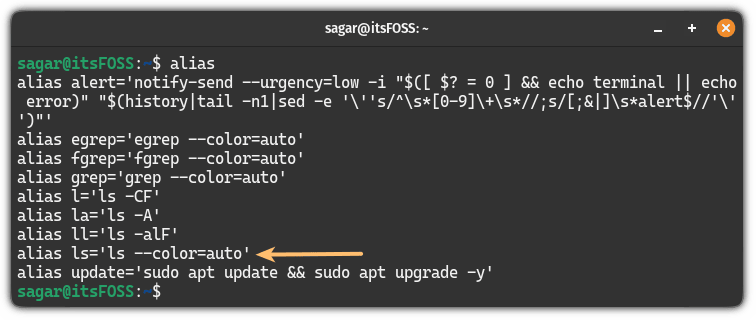 sagar@itsFOSS: ~
sagar@itsFOSS:~$ alias
alias alert='notify-send --urgency=low -i "$([ $? = 0 ] && echo terminal || echo
 error)" "$(history|tail -n1|sed -e '\''s/^\s*[0-9]\+\s*//;s/[;&|]\s*alert$//'\'
')"'
alias egrep='egrep --color=auto'
alias fgrep='fgrep --color=auto'
alias grep='grep --color=auto'
alias l='ls -CF'
alias la='ls -A'
alias ll='ls -alF'
alias ls='ls --color=auto'
alias update='sudo apt update && sudo apt upgrade -y'
sagar@itsFOSS:~$